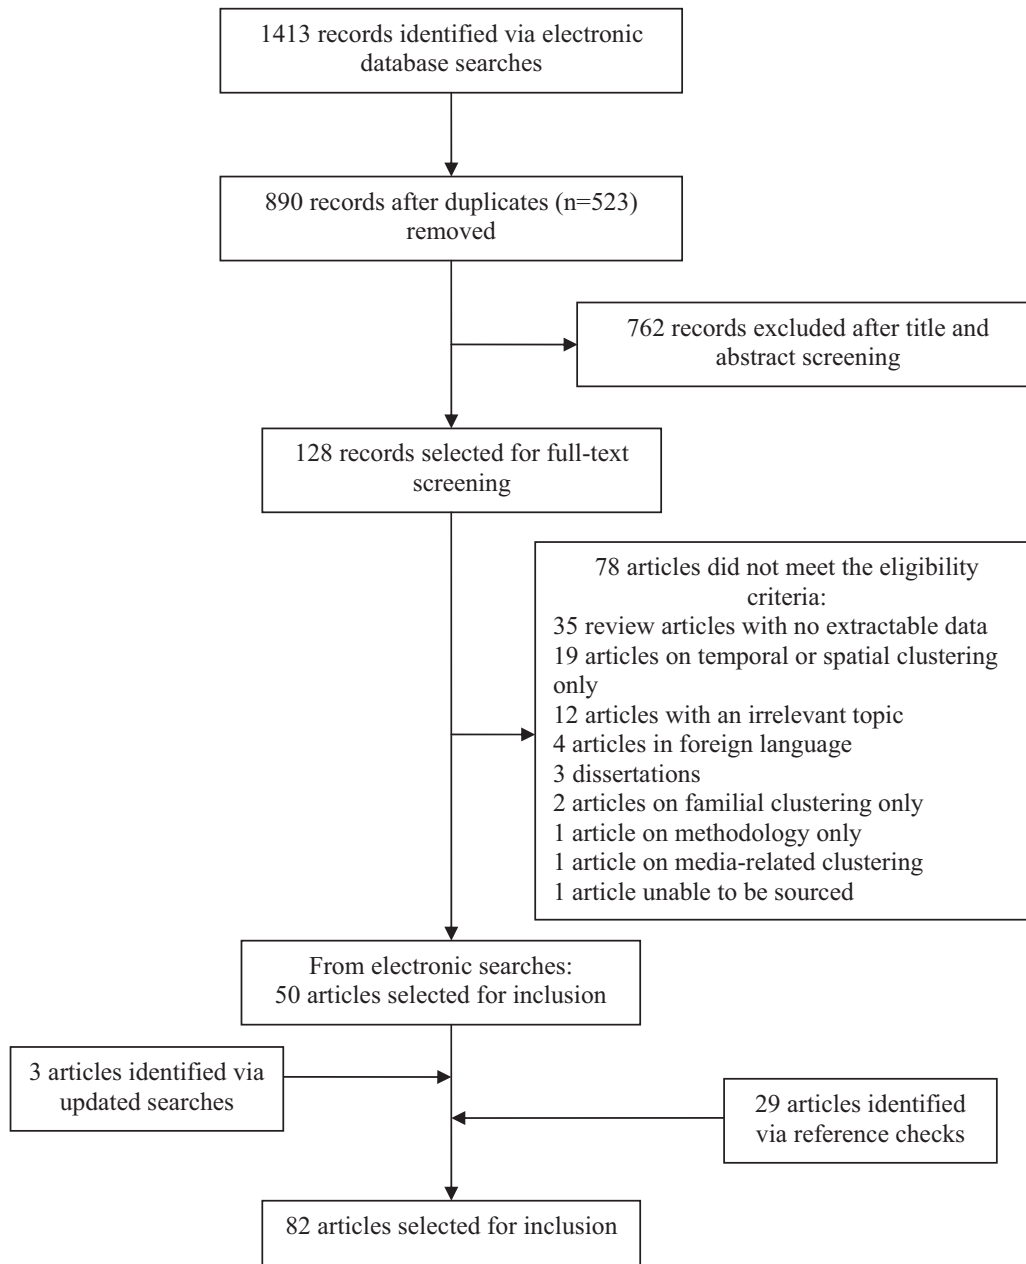 1413 records identified via electronic
database searches
890 records after duplicates (n=523)
removed
762 records excluded after title and
abstract screening
128 records selected for full-text
screening
78 articles did not meet the eligibility
criteria:
35 review articles with no extractable data
19 articles on temporal or spatial clustering
only
12 articles with an irrelevant topic
4 articles in foreign language
3 dissertations
2 articles on familial clustering only
1 article on methodology only
1 article on media-related clustering
1 article unable to be sourced
From electronic searches:
50 articles selected for inclusion
3 articles identified via
updated searches
29 articles identified
via reference checks
82 articles selected for inclusion